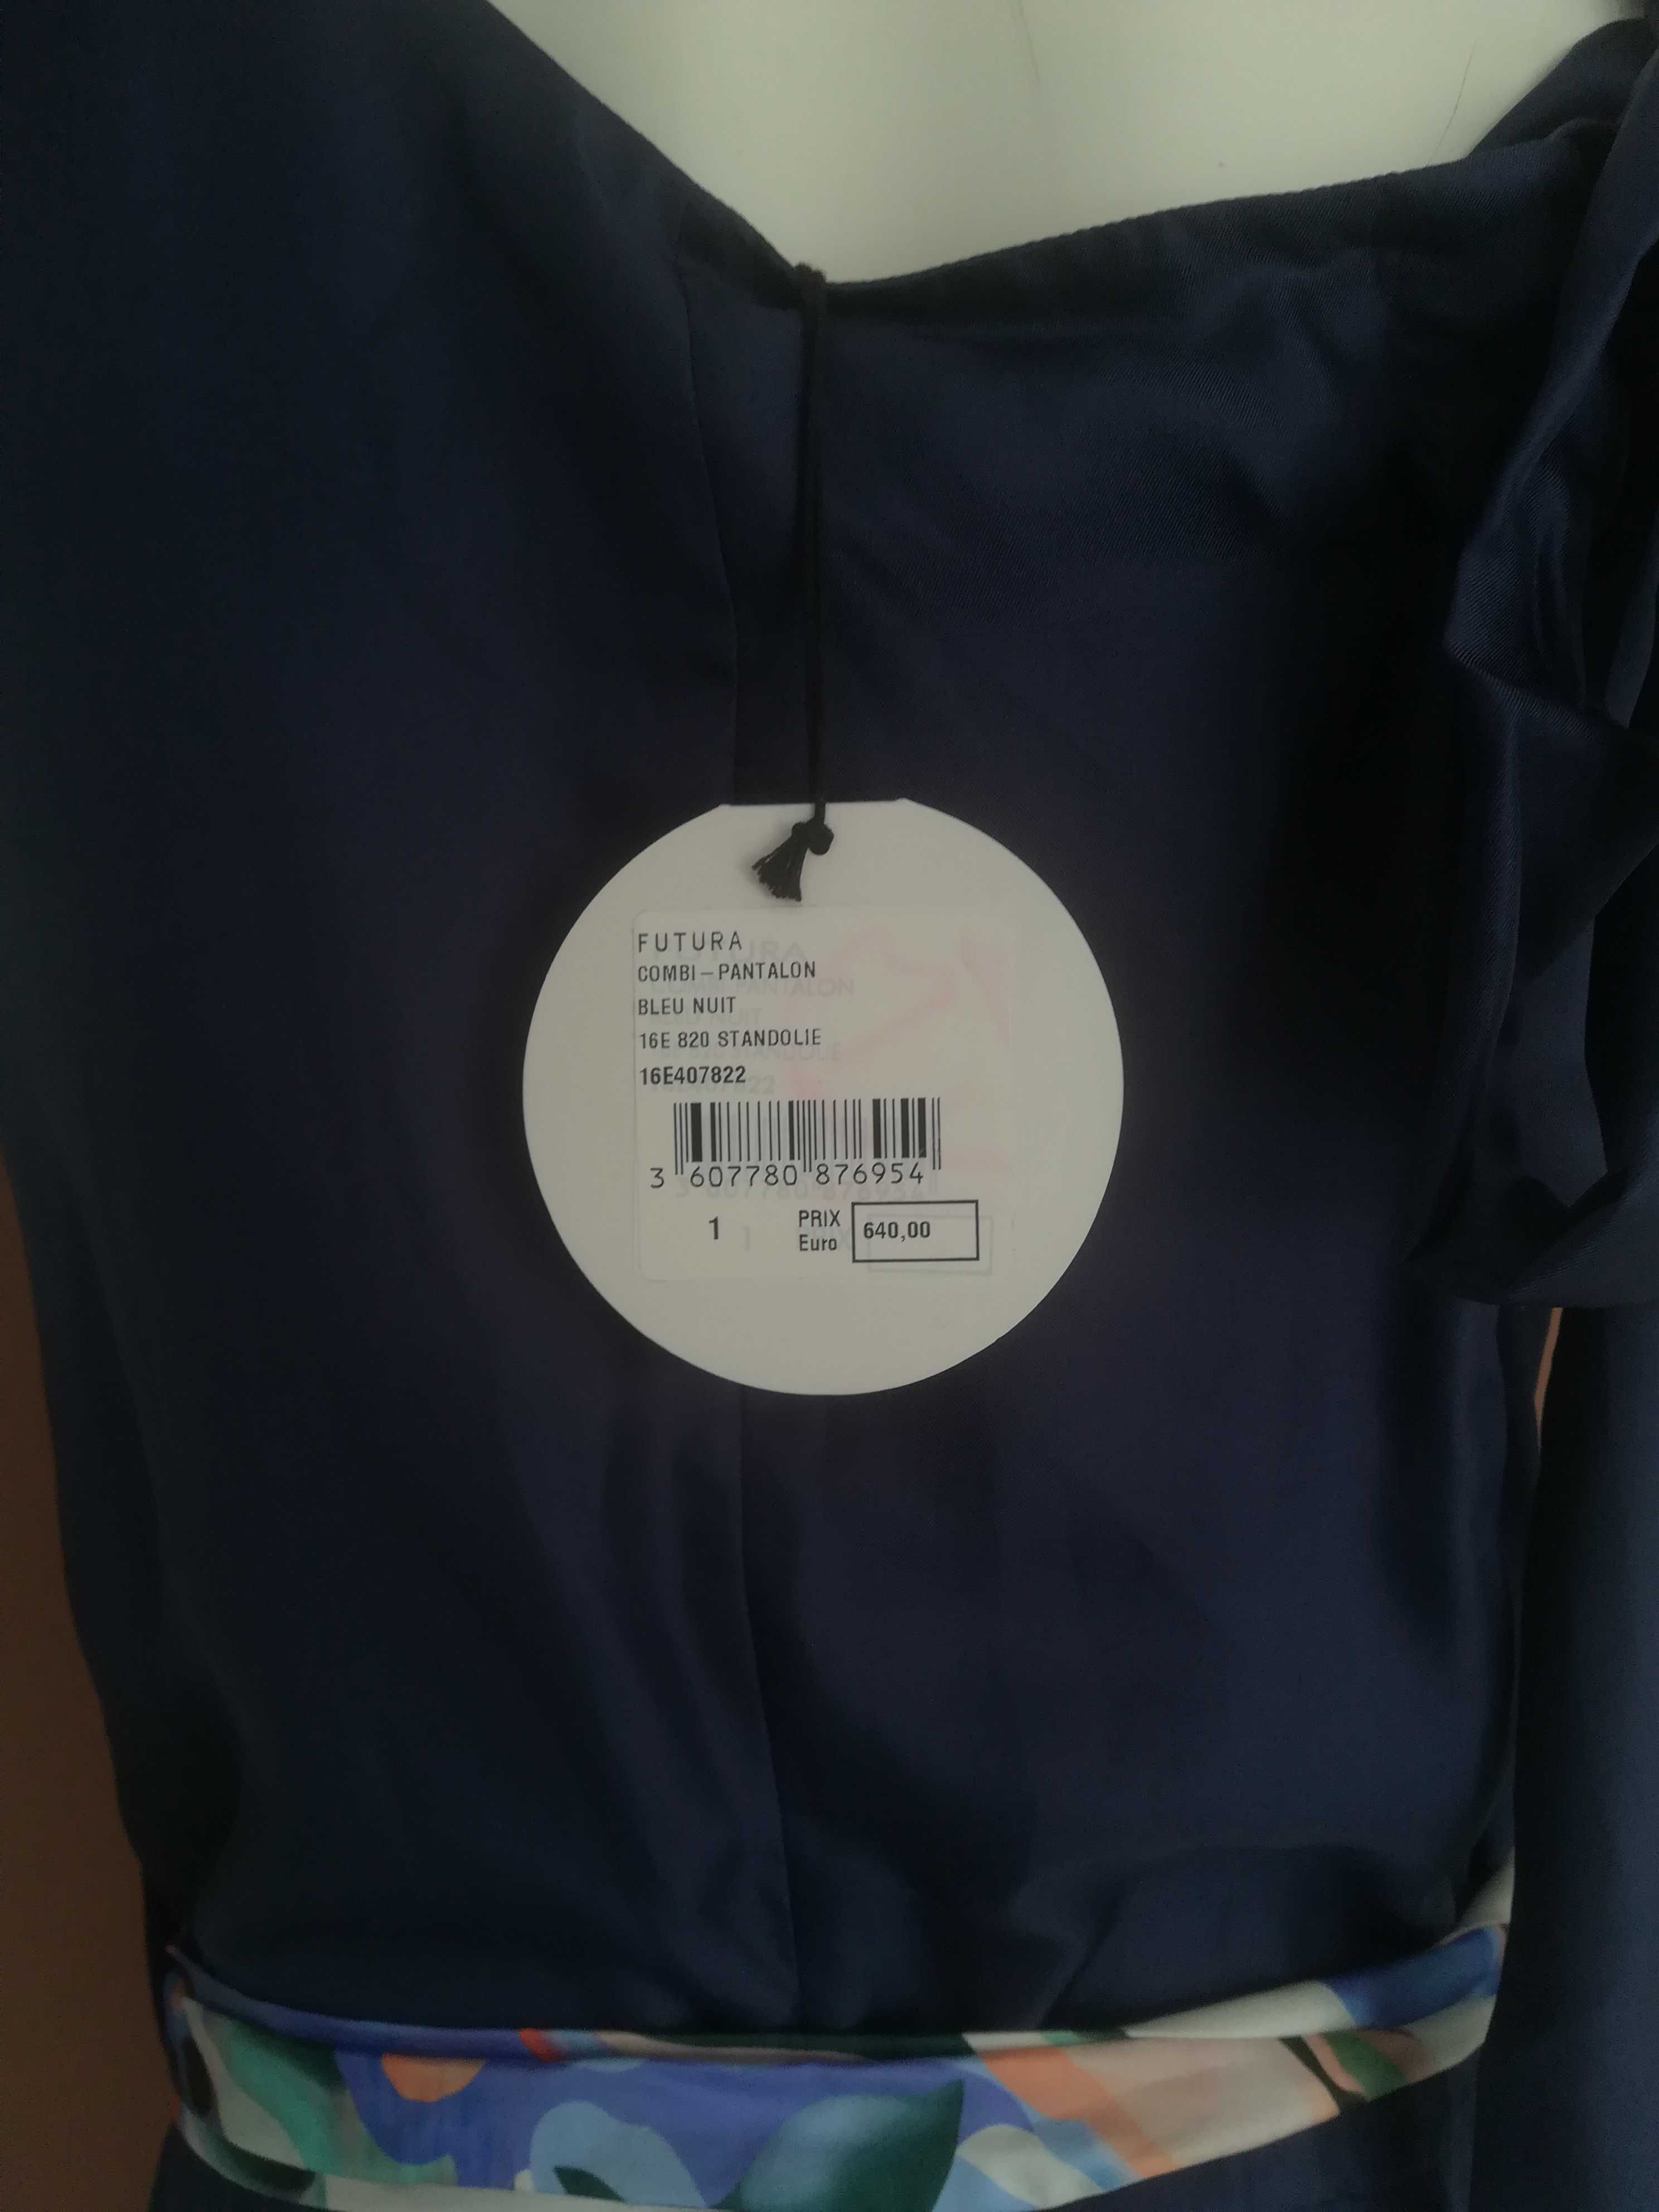 FUTURA
COMBI-PANTALON
BLEU NUIT
16E 820 STANDOLIE
16E407822
3 607780 876954
1 PRIX Euro 640,00